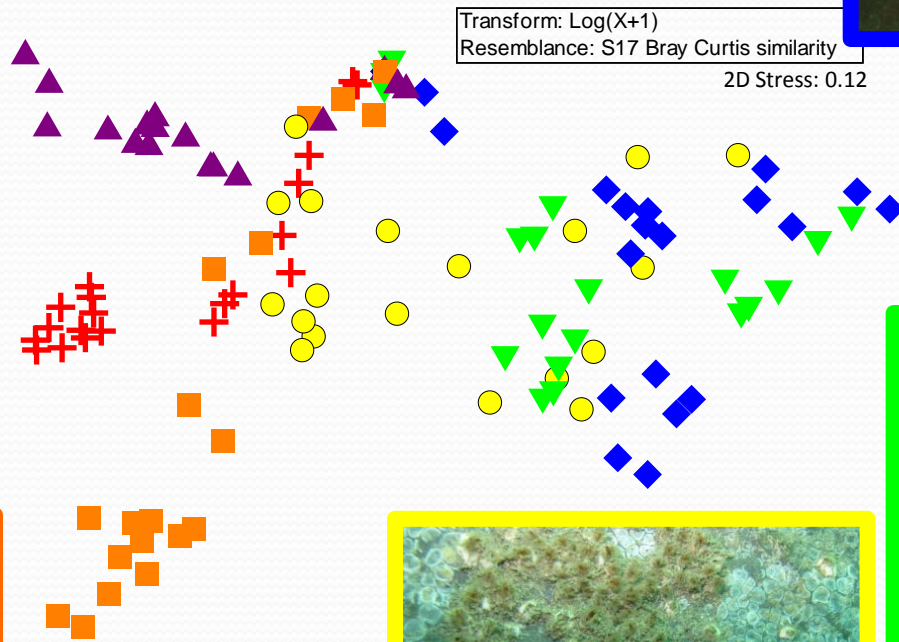 Transform: Log(X+1)
Resemblance: S17 Bray Curtis similarity
2D Stress: 0.12